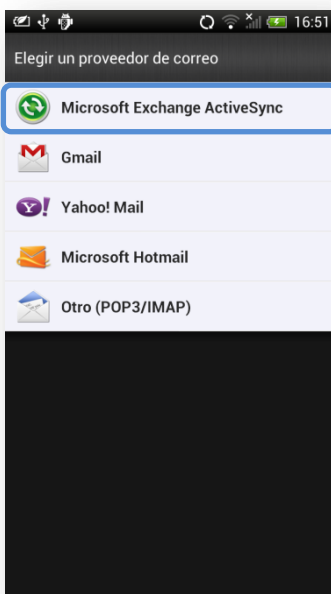 16:51
Elegir un proveedor de correo
Microsoft Exchange ActiveSync
Gmail
Yahoo! Mail
Microsoft Hotmail
Otro (POP3/IMAP)